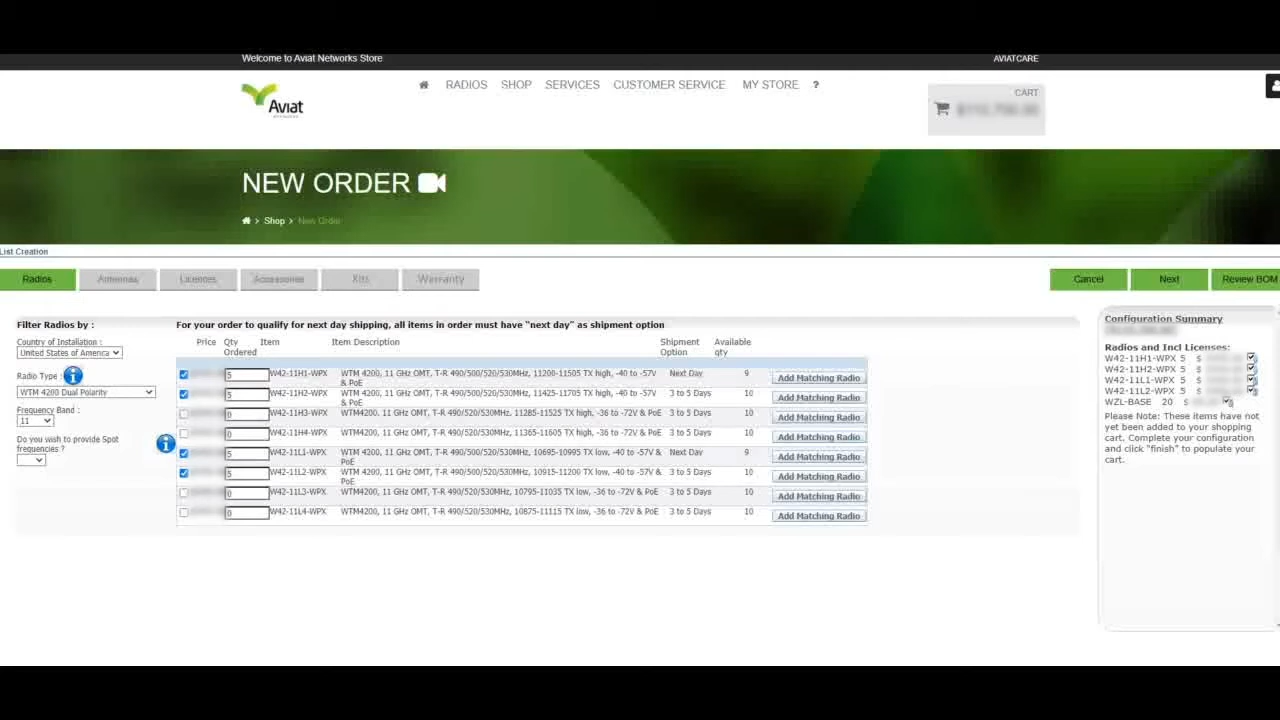 Welcome to Aviat Networks Store
AVIATCARE
Aviat
RADIOS SHOP SERVICES CUSTOMER SERVICE MY STORE ?
CART
NEW ORDER
> Shop > New Order
List Creation
Radios Antennas Licences Accessories Kits Warranty
Cancel Next Review BOM
Filter Radios by :
Country of Installation :
United States of America
Radio Type :
WTM 4200 Dual Polarity
Frequency Band :
11
Do you wish to provide Spot
frequencies ?
For your order to qualify for next day shipping, all items in order must have "next day" as shipment option
Price Qty Ordered Item Item Description Shipment Option Available qty
5 W42-11H1-WPX WTM 4200, 11 GHz OMT, T-R 490/500/520/530MHz, 11200-11505 TX high, -40 to -57V & PoE Next Day 9 Add Matching Radio
5 W42-11H2-WPX WTM 4200, 11 GHz OMT, T-R 490/500/520/530MHz, 11425-11705 TX high, -40 to -57V & PoE 3 to 5 Days 10 Add Matching Radio
0 W42-11H3-WPX WTM4200, 11 GHz OMT, T-R 490/520/530MHz, 11285-11525 TX high, -36 to -72V & PoE 3 to 5 Days 10 Add Matching Radio
0 W42-11H4-WPX WTM4200, 11 GHz OMT, T-R 490/520/530MHz, 11365-11605 TX high, -36 to -72V & PoE 3 to 5 Days 10 Add Matching Radio
5 W42-11L1-WPX WTM 4200, 11 GHz OMT, T-R 490/500/520/530MHz, 10695-10995 TX low, -40 to -57V & PoE Next Day 9 Add Matching Radio
5 W42-11L2-WPX WTM 4200, 11 GHz OMT, T-R 490/500/520/530MHz, 10915-11200 TX low, -40 to -57V & PoE 3 to 5 Days 10 Add Matching Radio
0 W42-11L3-WPX WTM4200, 11 GHz OMT, T-R 490/520/530MHz, 10795-11035 TX low, -36 to -72V & PoE 3 to 5 Days 10 Add Matching Radio
0 W42-11L4-WPX WTM4200, 11 GHz OMT, T-R 490/520/530MHz, 10875-11115 TX low, -36 to -72V & PoE 3 to 5 Days 10 Add Matching Radio
Configuration Summary
Radios and Incl Licenses:
W42-11H1-WPX 5 $
W42-11H2-WPX 5 $
W42-11L1-WPX 5 $
W42-11L2-WPX 5 $
WZL-BASE 20 $
Please Note: These items have not
yet been added to your shopping
cart. Complete your configuration
and click "finish" to populate your
cart.